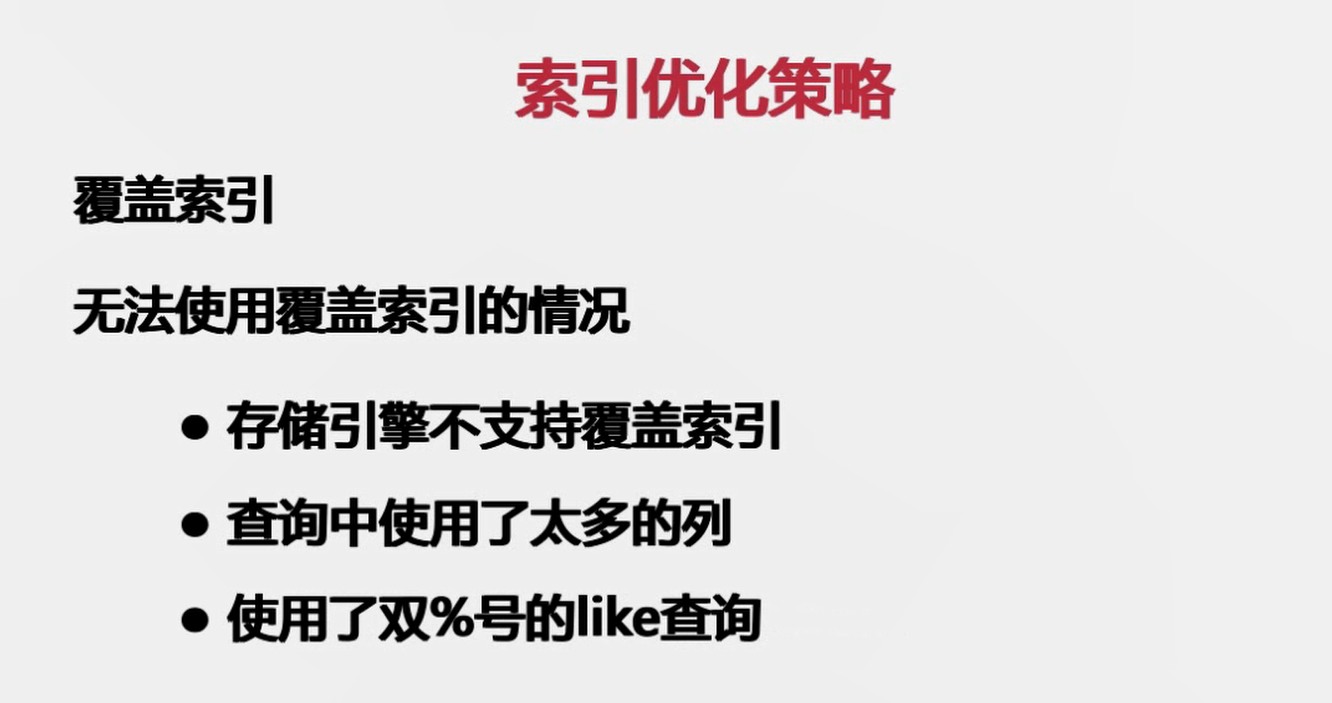 索引优化策略
覆盖索引
无法使用覆盖索引的情况
● 存储引擎不支持覆盖索引
● 查询中使用了太多的列
● 使用了双%号的like查询